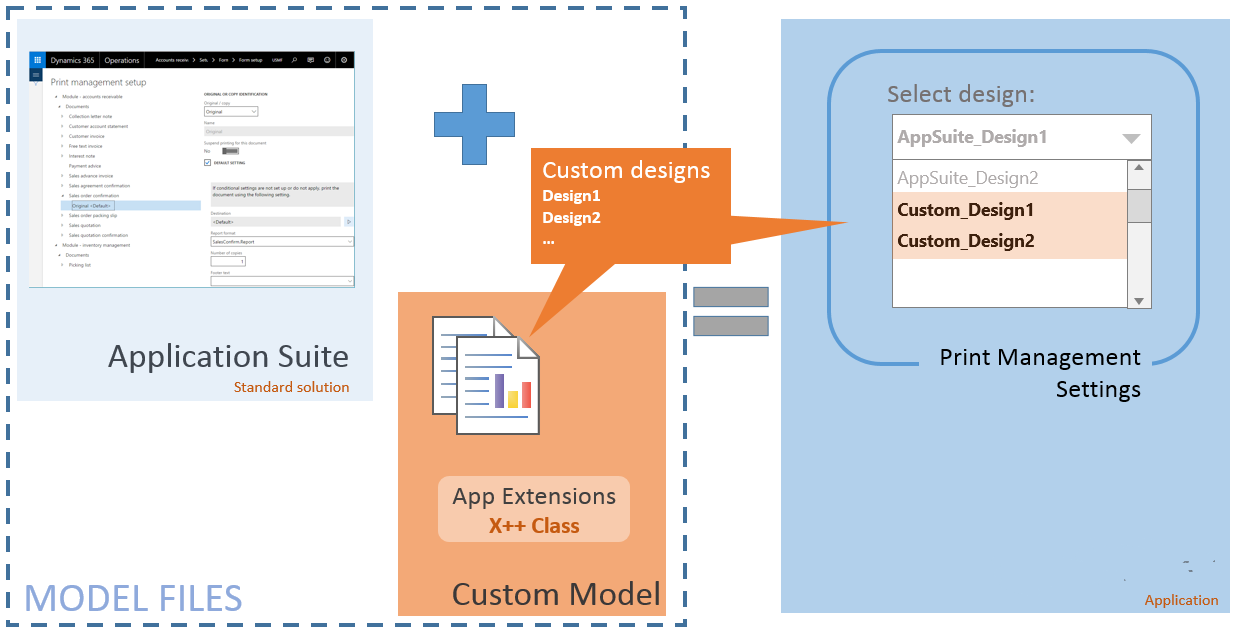 Dynamics 365 Operations Accounts receiv. > Setu. > Form > Form setup USMF
Print management setup
Module - accounts receivable
Documents
Collection letter note
Customer account statement
Customer invoice
Free text invoice
Interest note
Payment advice
Sales advance invoice
Sales agreement confirmation
Sales order confirmation
Original <Default>
Sales order packing slip
Sales quotation
Sales quotation confirmation
Module - inventory management
Documents
Picking list
ORIGINAL OR COPY IDENTIFICATION
Original / copy
Original
Name
Original
Suspend printing for this document
No
DEFAULT SETTING
If conditional settings are not set up or do not apply, print the
document using the following setting.
Destination
<Default>
Report format
SalesConfirm.Report
Number of copies
1
Footer text
Application Suite
Standard solution
Custom designs
Design1
Design2
...
App Extensions
X++ Class
Custom Model
MODEL FILES
Select design:
AppSuite_Design1
AppSuite_Design2
Custom_Design1
Custom_Design2
Print Management
Settings
Application